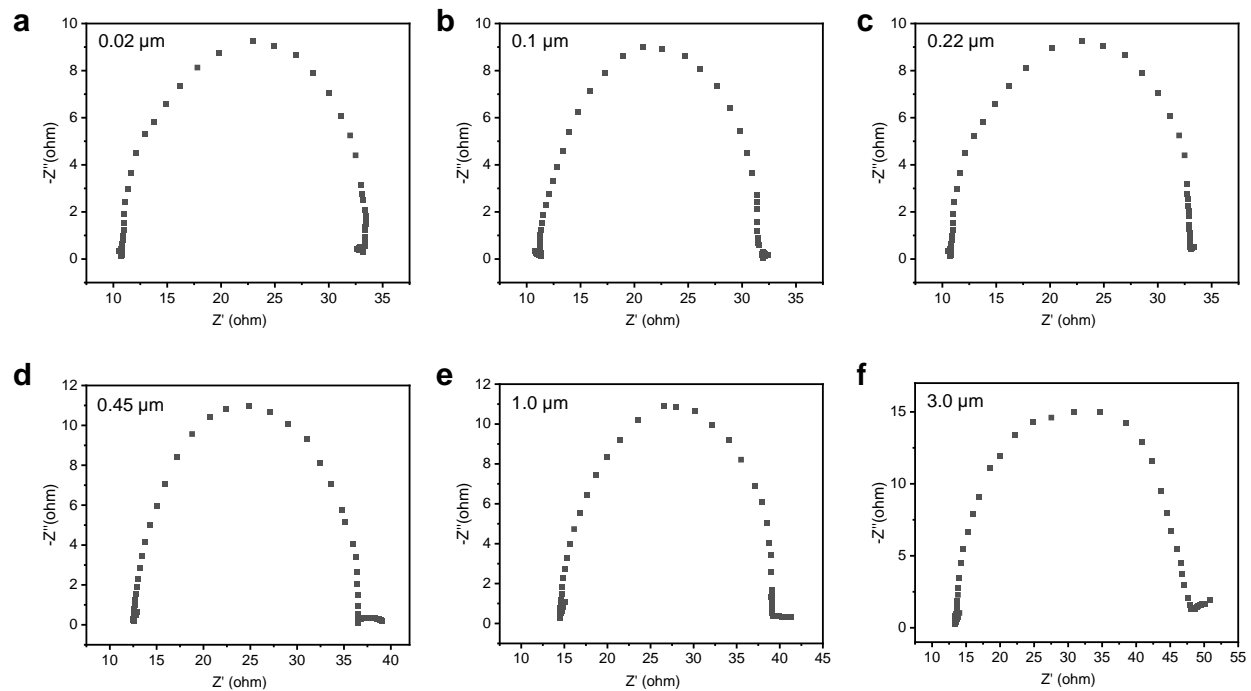 a
0.02 µm
10
8
6
4
2
0
-Z''(ohm)
10 15 20 25 30 35
Z' (ohm)
b
0.1 µm
10
8
6
4
2
0
-Z''(ohm)
10 15 20 25 30 35
Z' (ohm)
c
0.22 µm
10
8
6
4
2
0
-Z''(ohm)
10 15 20 25 30 35
Z' (ohm)
d
0.45 µm
12
10
8
6
4
2
0
-Z''(ohm)
10 15 20 25 30 35 40
Z' (ohm)
e
1.0 µm
12
10
8
6
4
2
0
-Z''(ohm)
10 15 20 25 30 35 40 45
Z' (ohm)
f
3.0 µm
15
10
5
0
-Z''(ohm)
10 15 20 25 30 35 40 45 50 55
Z' (ohm)